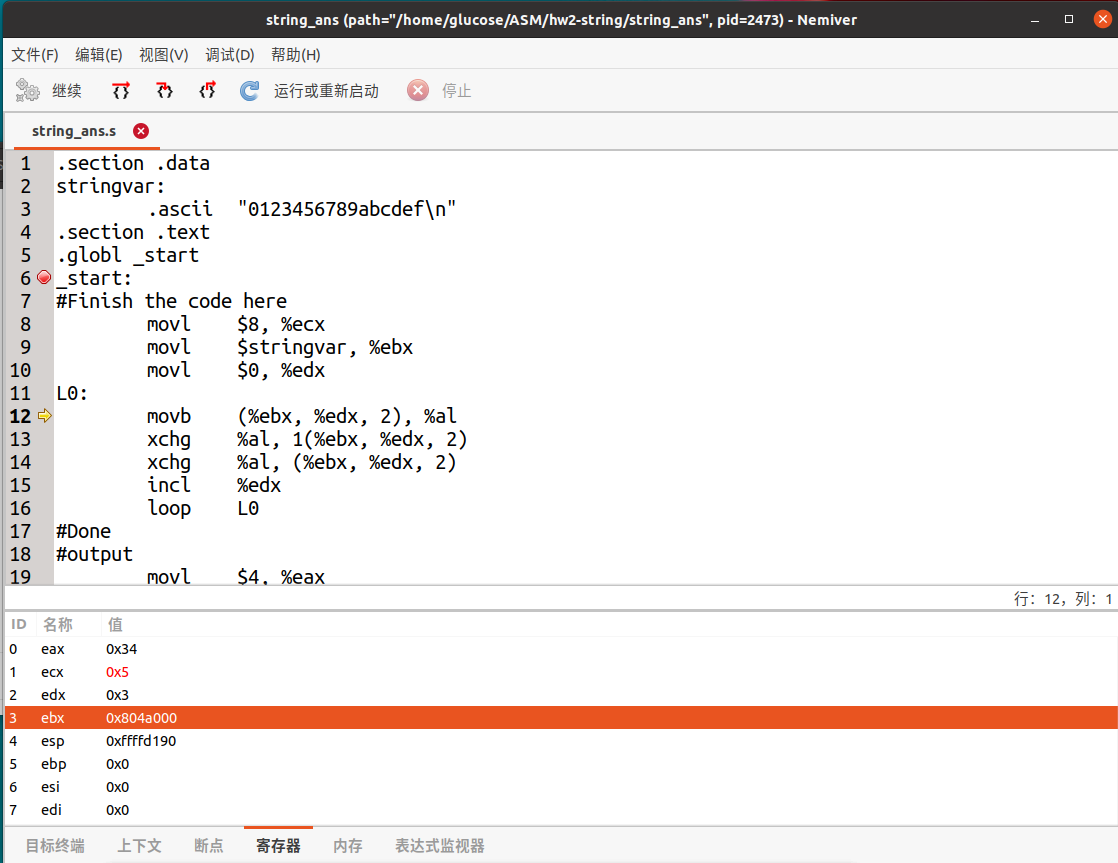 string_ans (path="/home/glucose/ASM/hw2-string/string_ans", pid=2473) - Nemiver
文件(F) 编辑(E) 视图(V) 调试(D) 帮助(H)
继续 运行或重新启动 停止
string_ans.s
1 .section .data
2 stringvar:
3 .ascii "0123456789abcdef\n"
4 .section .text
5 .globl _start
6 _start:
7 #Finish the code here
8 movl $8, %ecx
9 movl $stringvar, %ebx
10 movl $0, %edx
11 L0:
12 movb (%ebx, %edx, 2), %al
13 xchg %al, 1(%ebx, %edx, 2)
14 xchg %al, (%ebx, %edx, 2)
15 incl %edx
16 loop L0
17 #Done
18 #output
19 movl $4, %eax
行：12，列：1
ID 名称 值
0 eax 0x34
1 ecx 0x5
2 edx 0x3
3 ebx 0x804a000
4 esp 0xffffd190
5 ebp 0x0
6 esi 0x0
7 edi 0x0
目标终端 上下文 断点 寄存器 内存 表达式监视器